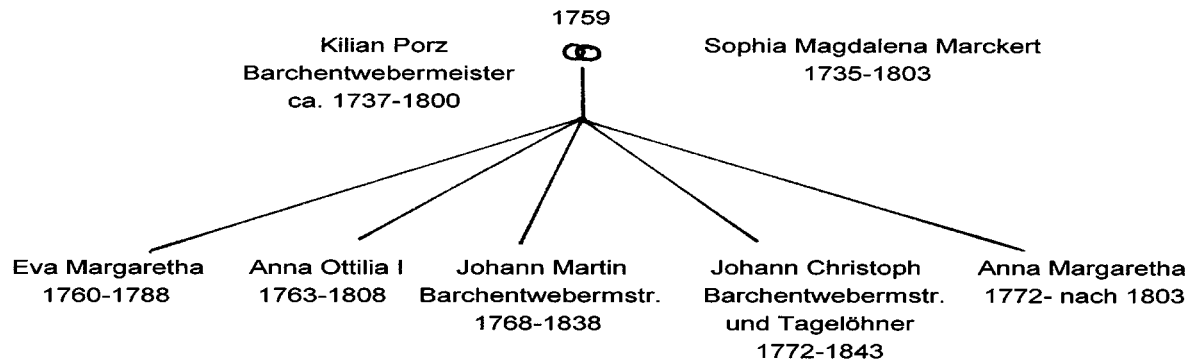 1759
Kilian Porz
Barchentwebermeister
ca. 1737-1800
Sophia Magdalena Marckert
1735-1803
Eva Margaretha
1760-1788
Anna Ottilia I
1763-1808
Johann Martin
Barchentwebermstr.
1768-1838
Johann Christoph
Barchentwebermstr.
und Tagelöhner
1772-1843
Anna Margaretha
1772- nach 1803